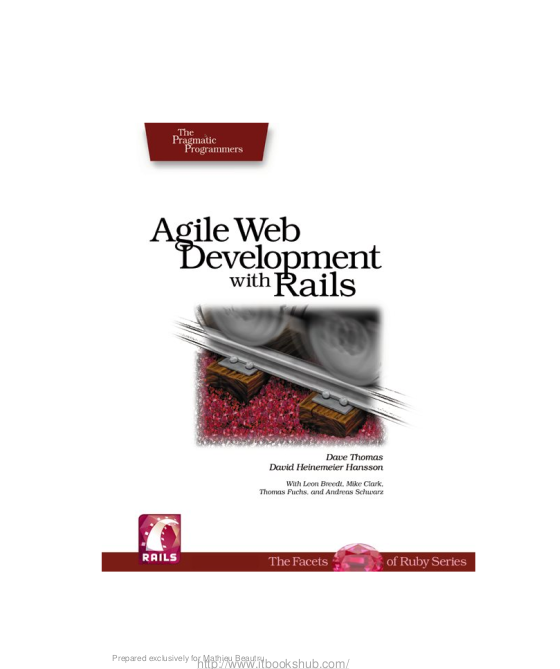 The
Pragmatic
Programmers
Agile Web
Development
with Rails
Dave Thomas
David Heinemeier Hansson
With Leon Breedt, Mike Clark,
Thomas Fuchs, and Andreas Schwarz
RAILS
The Facets of Ruby Series
Prepared exclusively for Mathieu Beautru
http://www.itbookshub.com/